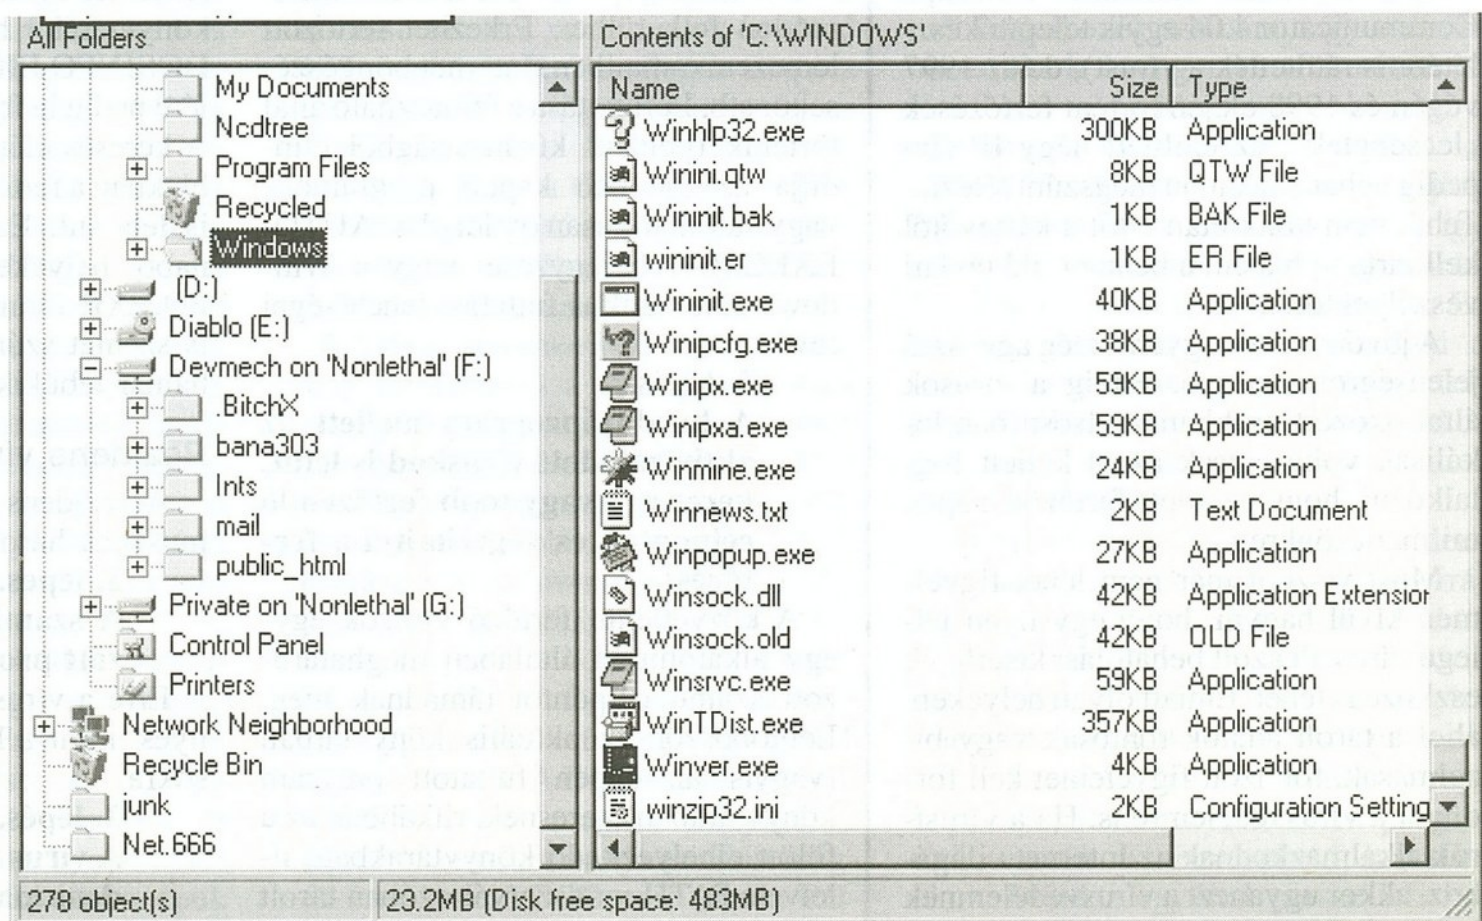 All Folders
Contents of 'C:\WINDOWS'
My Documents
Ncdtree
Program Files
Recycled
Windows
(D:)
Diablo (E:)
Devmech on 'Nonlethal' (F:)
.BitchX
bana303
Ints
mail
public_html
Private on 'Nonlethal' (G:)
Control Panel
Printers
Network Neighborhood
Recycle Bin
junk
Net.666
Name Size Type
Winhlp32.exe 300KB Application
Winini.qtw 8KB QTW File
Wininit.bak 1KB BAK File
wininit.er 1KB ER File
Wininit.exe 40KB Application
Winipcfg.exe 38KB Application
Winipx.exe 59KB Application
Winipxa.exe 59KB Application
Winmine.exe 24KB Application
Winnews.txt 2KB Text Document
Winpopup.exe 27KB Application
Winsock.dll 42KB Application Extension
Winsock.old 42KB OLD File
Winsrvc.exe 59KB Application
WinTDist.exe 357KB Application
Winver.exe 4KB Application
winzip32.ini 2KB Configuration Setting
278 object(s)
23.2MB (Disk free space: 483MB)